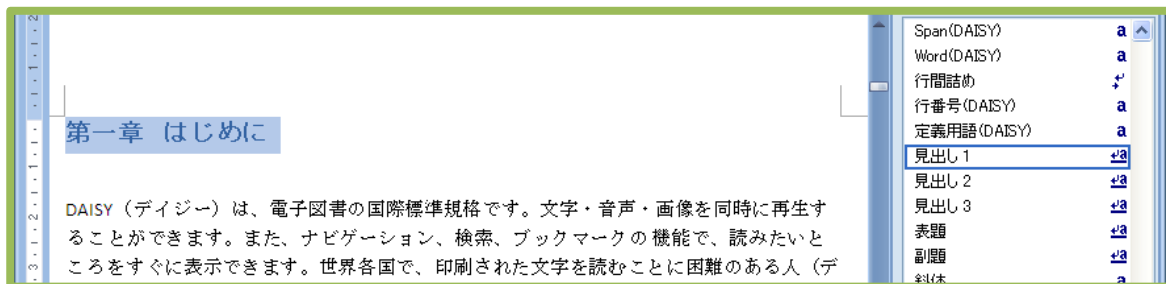 第一章 はじめに
DAISY（デイジー）は、電子図書の国際標準規格です。文字・音声・画像を同時に再生す
ることができます。また、ナビゲーション、検索、ブックマークの機能で、読みたいと
ころをすぐに表示できます。世界各国で、印刷された文字を読むことに困難のある人（デ
Span(DAISY) a
Word(DAISY) a
行間詰め
行番号(DAISY) a
定義用語(DAISY) a
見出し 1 ↵a
見出し 2 ↵a
見出し 3 ↵a
表題 ↵a
副題 ↵a
斜体 a